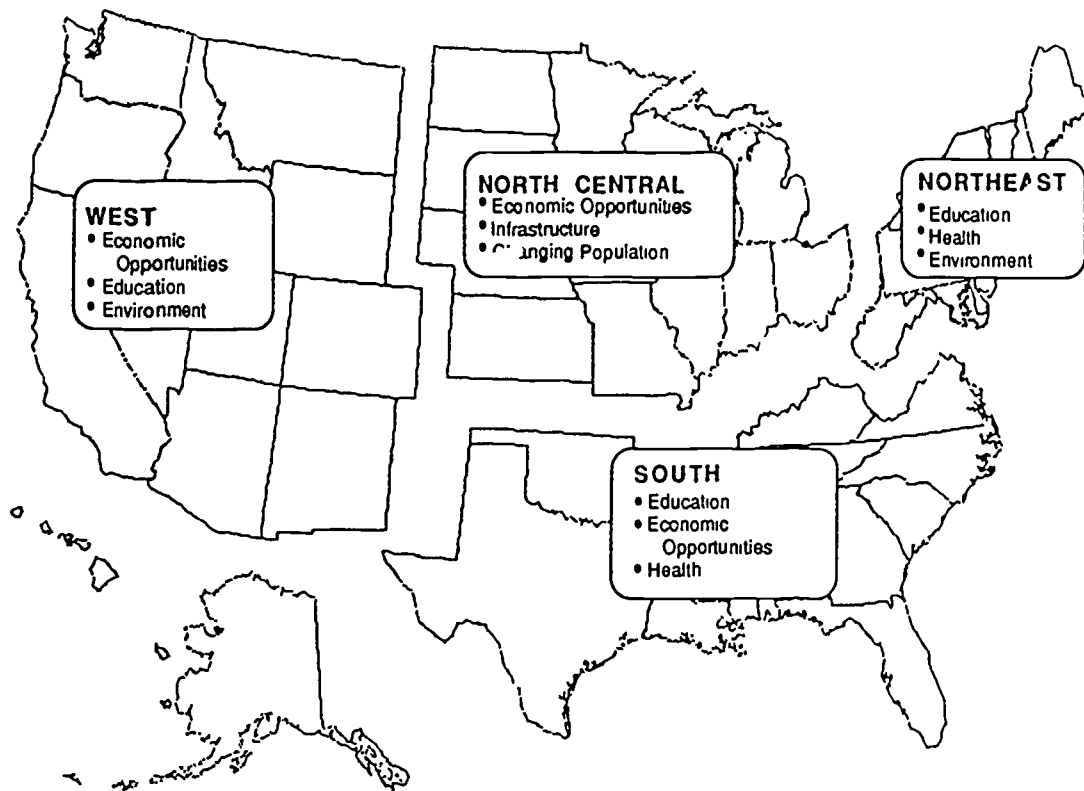 WEST
• Economic
Opportunities
• Education
• Environment
NORTH CENTRAL
• Economic Opportunities
• Infrastructure
• Changing Population
NORTHEAST
• Education
• Health
• Environment
SOUTH
• Education
• Economic
Opportunities
• Health